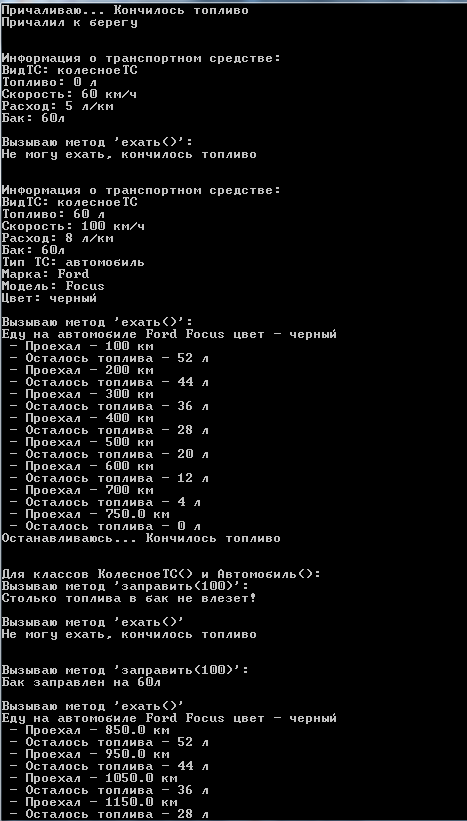 Причаливаю... Кончилось топливо
Причалил к берегу
Информация о транспортном средстве:
ВидТС: колесноеТС
Топливо: 0 л
Скорость: 60 км/ч
Расход: 5 л/км
Бак: 60л
Вызываю метод 'ехать()':
Не могу ехать, кончилось топливо
Информация о транспортном средстве:
ВидТС: колесноеТС
Топливо: 60 л
Скорость: 100 км/ч
Расход: 8 л/км
Бак: 60л
Тип ТС: автомобиль
Марка: Ford
Модель: Focus
Цвет: черный
Вызываю метод 'ехать()':
Еду на автомобиле Ford Focus цвет - черный
- Проехал - 100 км
- Осталось топлива - 52 л
- Проехал - 200 км
- Осталось топлива - 44 л
- Проехал - 300 км
- Осталось топлива - 36 л
- Проехал - 400 км
- Осталось топлива - 28 л
- Проехал - 500 км
- Осталось топлива - 20 л
- Проехал - 600 км
- Осталось топлива - 12 л
- Проехал - 700 км
- Осталось топлива - 4 л
- Проехал - 750.0 км
- Осталось топлива - 0 л
Останавливаюсь... Кончилось топливо
Для классов КолесноеТС() и Автомобиль():
Вызываю метод 'заправить(100)':
Столько топлива в бак не влезет!
Вызываю метод 'ехать()'
Не могу ехать, кончилось топливо
Вызываю метод 'заправить(100)':
Бак заправлен на 60л
Вызываю метод 'ехать()'
Еду на автомобиле Ford Focus цвет - черный
- Проехал - 850.0 км
- Осталось топлива - 52 л
- Проехал - 950.0 км
- Осталось топлива - 44 л
- Проехал - 1050.0 км
- Осталось топлива - 36 л
- Проехал - 1150.0 км
- Осталось топлива - 28 л